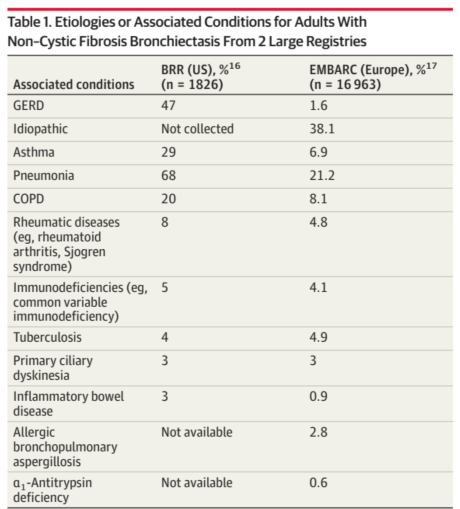 Table 1. Etiologies or Associated Conditions for Adults With
Non–Cystic Fibrosis Bronchiectasis From 2 Large Registries
Associated conditions BRR (US), %16 (n = 1826) EMBARC (Europe), %17 (n = 16 963)
GERD 47 1.6
Idiopathic Not collected 38.1
Asthma 29 6.9
Pneumonia 68 21.2
COPD 20 8.1
Rheumatic diseases 8 4.8
(eg, rheumatoid
arthritis, Sjogren
syndrome)
Immunodeficiencies (eg, 5 4.1
common variable
immunodeficiency)
Tuberculosis 4 4.9
Primary ciliary 3 3
dyskinesia
Inflammatory bowel 3 0.9
disease
Allergic Not available 2.8
bronchopulmonary
aspergillosis
α1-Antitrypsin Not available 0.6
deficiency